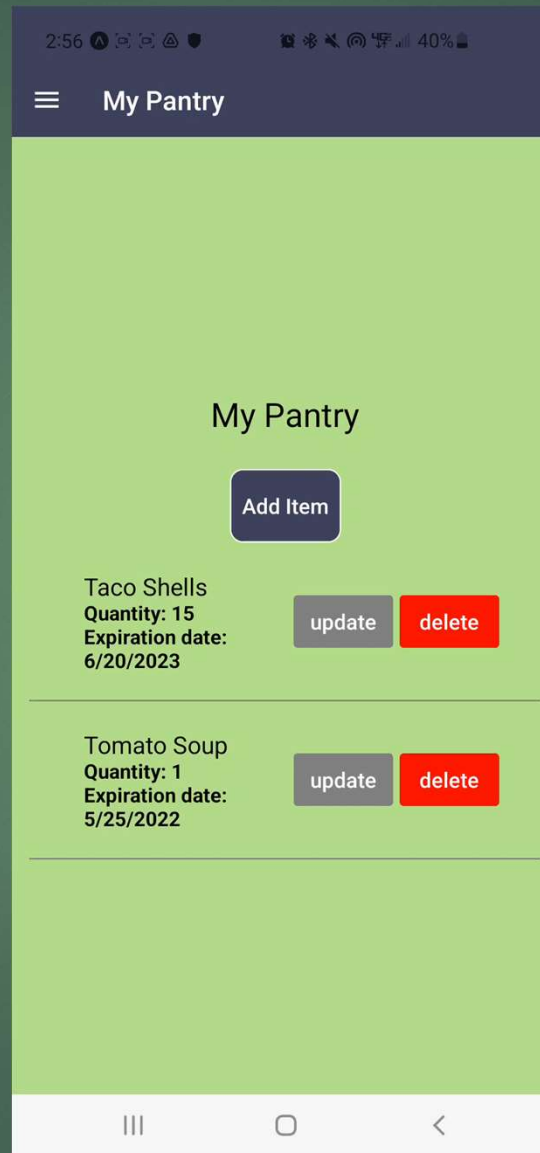 2:56 40%
My Pantry
My Pantry
Add Item
Taco Shells
Quantity: 15
Expiration date:
6/20/2023
update delete
Tomato Soup
Quantity: 1
Expiration date:
5/25/2022
update delete